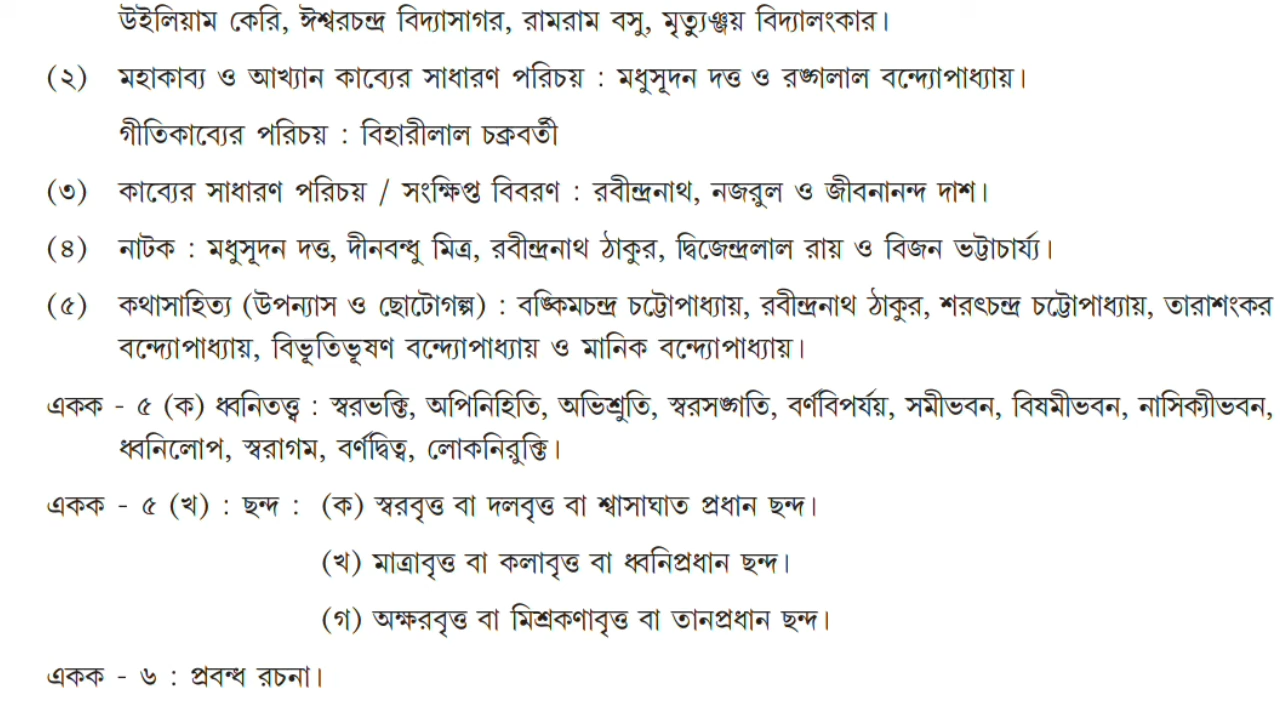 উইলিয়াম কেরি, ঈশ্বরচন্দ্র বিদ্যাসাগর, রামরাম বসু, মৃত্যুঞ্জয় বিদ্যালংকার।
(২) মহাকাব্য ও আখ্যান কাব্যের সাধারণ পরিচয় : মধুসূদন দত্ত ও রঙ্গলাল বন্দ্যোপাধ্যায়।
গীতিকাব্যের পরিচয় : বিহারীলাল চক্রবর্তী
(৩) কাব্যের সাধারণ পরিচয় / সংক্ষিপ্ত বিবরণ : রবীন্দ্রনাথ, নজরুল ও জীবনানন্দ দাশ।
(৪) নাটক : মধুসূদন দত্ত, দীনবন্ধু মিত্র, রবীন্দ্রনাথ ঠাকুর, দ্বিজেন্দ্রলাল রায় ও বিজন ভট্টাচার্য্য।
(৫) কথাসাহিত্য (উপন্যাস ও ছোটোগল্প) : বঙ্কিমচন্দ্র চট্টোপাধ্যায়, রবীন্দ্রনাথ ঠাকুর, শরৎচন্দ্র চট্টোপাধ্যায়, তারাশংকর
বন্দ্যোপাধ্যায়, বিভূতিভূষণ বন্দ্যোপাধ্যায় ও মানিক বন্দ্যোপাধ্যায়।
একক - ৫ (ক) ধ্বনিতত্ত্ব : স্বরভক্তি, অপিনিহিতি, অভিশ্রুতি, স্বরসঙ্গতি, বর্ণবিপর্যয়, সমীভবন, বিষমীভবন, নাসিক্যীভবন,
ধ্বনিলোপ, স্বরাগম, বর্ণদ্বিত্ব, লোকনিরুক্তি।
একক - ৫ (খ) : ছন্দ : (ক) স্বরবৃত্ত বা দলবৃত্ত বা শ্বাসাঘাত প্রধান ছন্দ।
(খ) মাত্রাবৃত্ত বা কলাবৃত্ত বা ধ্বনিপ্রধান ছন্দ।
(গ) অক্ষরবৃত্ত বা মিশ্রকণাবৃত্ত বা তানপ্রধান ছন্দ।
একক - ৬ : প্রবন্ধ রচনা।